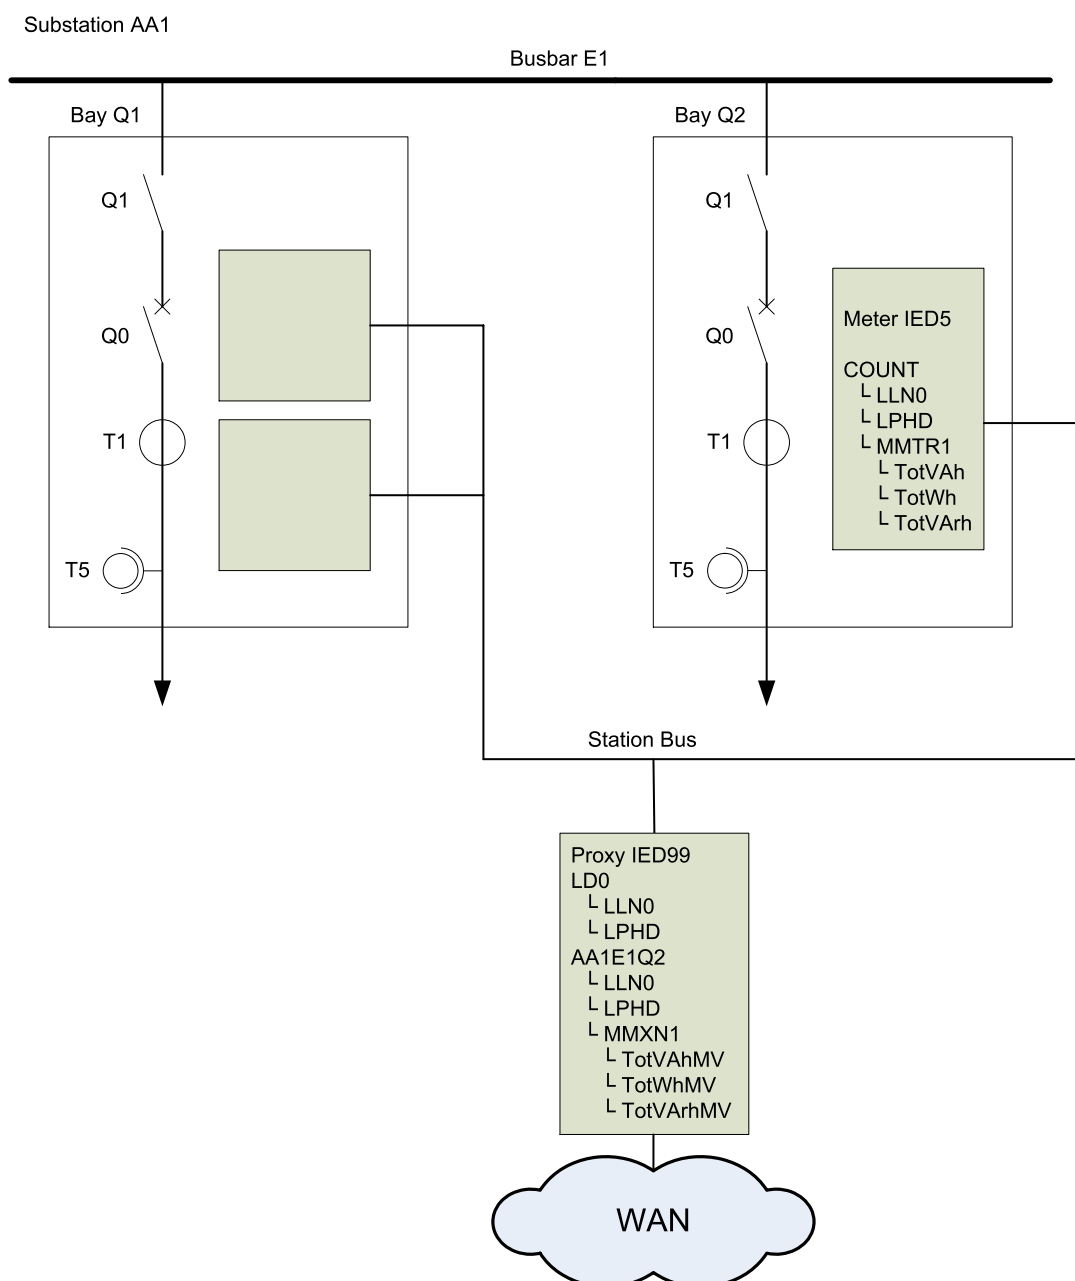 Substation AA1
Busbar E1
Bay Q1
Bay Q2
Q1
Q1
Q0
Q0
T1
T1
T5
T5
Meter IED5
COUNT
LLN0
LPHD
MMTR1
TotVAh
TotWh
TotVArh
Station Bus
Proxy IED99
LD0
LLN0
LPHD
AA1E1Q2
LLN0
LPHD
MMXN1
TotVAhMV
TotWhMV
TotVArhMV
WAN